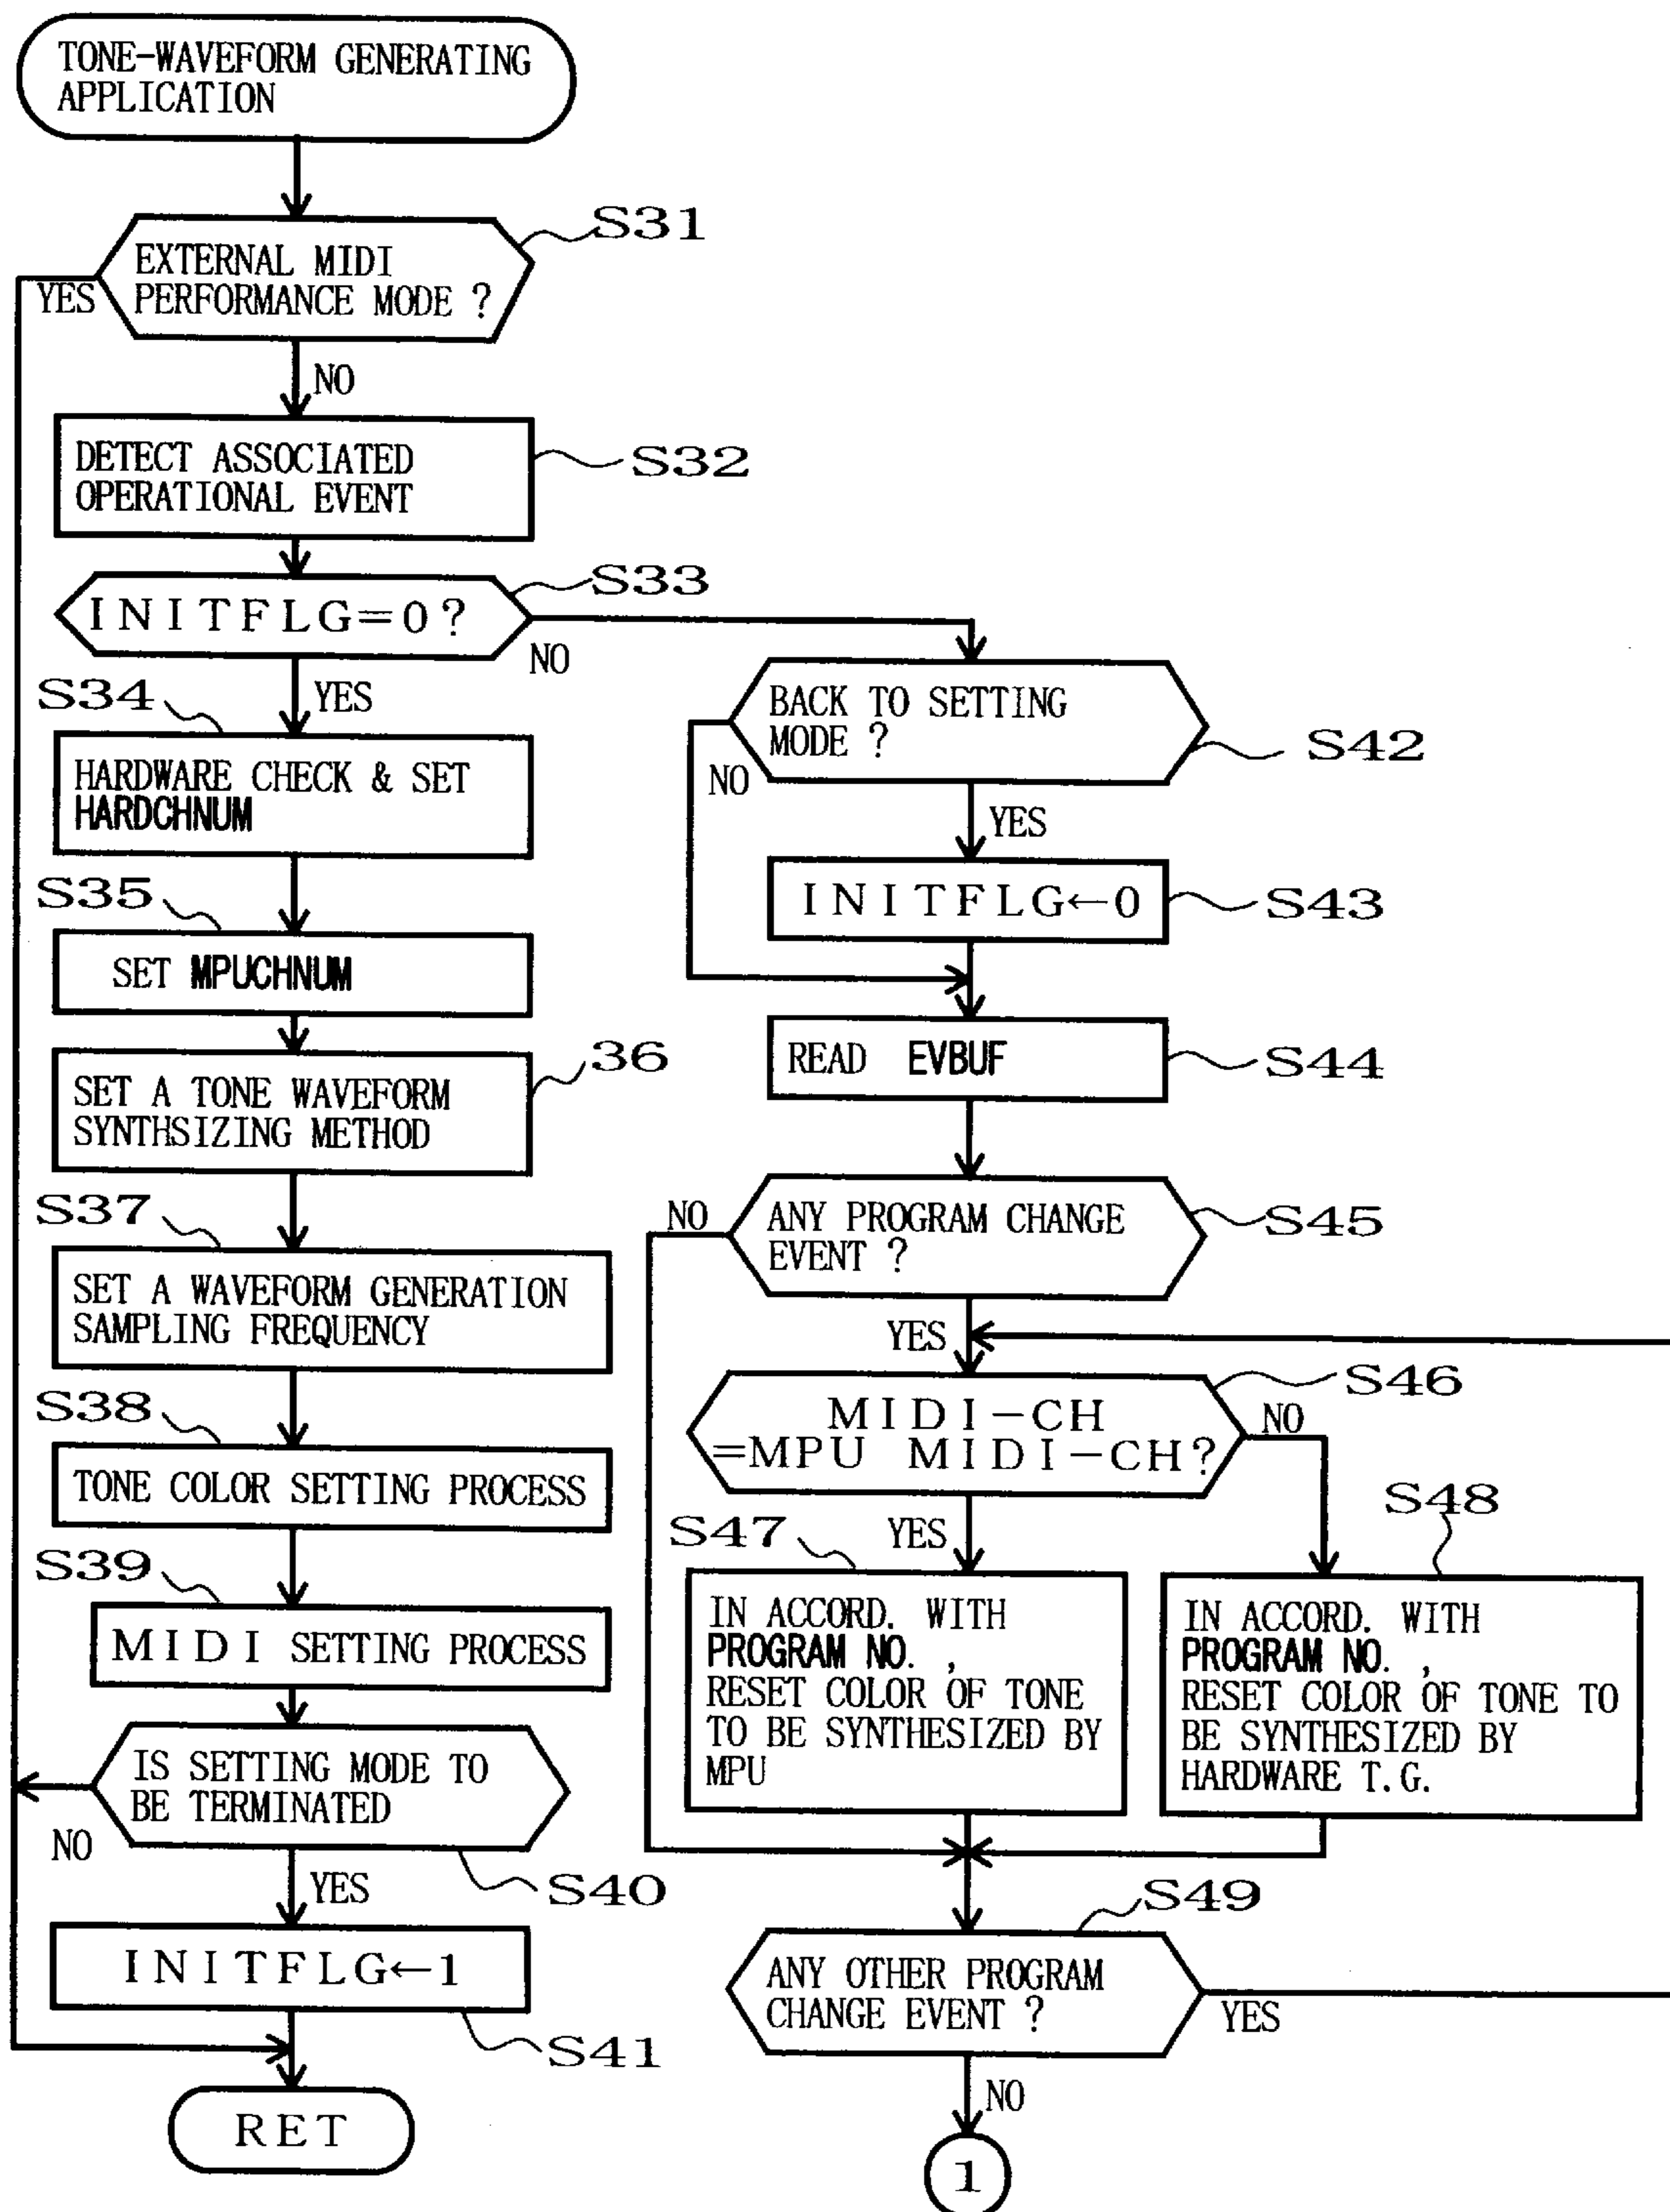 TONE-WAVEFORM GENERATING
APPLICATION
S31
EXTERNAL MIDI
PERFORMANCE MODE ?
YES
NO
DETECT ASSOCIATED
OPERATIONAL EVENT
S32
S33
INITFLG=0?
NO
YES
S34
HARDWARE CHECK & SET
HARDCHNUM
S35
SET MPUCHNUM
36
SET A TONE WAVEFORM
SYNTHSIZING METHOD
S37
SET A WAVEFORM GENERATION
SAMPLING FREQUENCY
S38
TONE COLOR SETTING PROCESS
S39
MIDI SETTING PROCESS
IS SETTING MODE TO
BE TERMINATED
NO
YES
S40
INITFLG←1
S41
RET
BACK TO SETTING
MODE ?
S42
NO
YES
INITFLG←0
S43
READ EVBUF
S44
NO
ANY PROGRAM CHANGE
EVENT ?
S45
YES
S46
MIDI-CH
=MPU MIDI-CH?
NO
YES
S47
IN ACCORD. WITH
PROGRAM NO. ,
RESET COLOR OF TONE
TO BE SYNTHESIZED BY
MPU
S48
IN ACCORD. WITH
PROGRAM NO. ,
RESET COLOR OF TONE TO
BE SYNTHESIZED BY
HARDWARE T.G.
S49
ANY OTHER PROGRAM
CHANGE EVENT ?
YES
NO
1